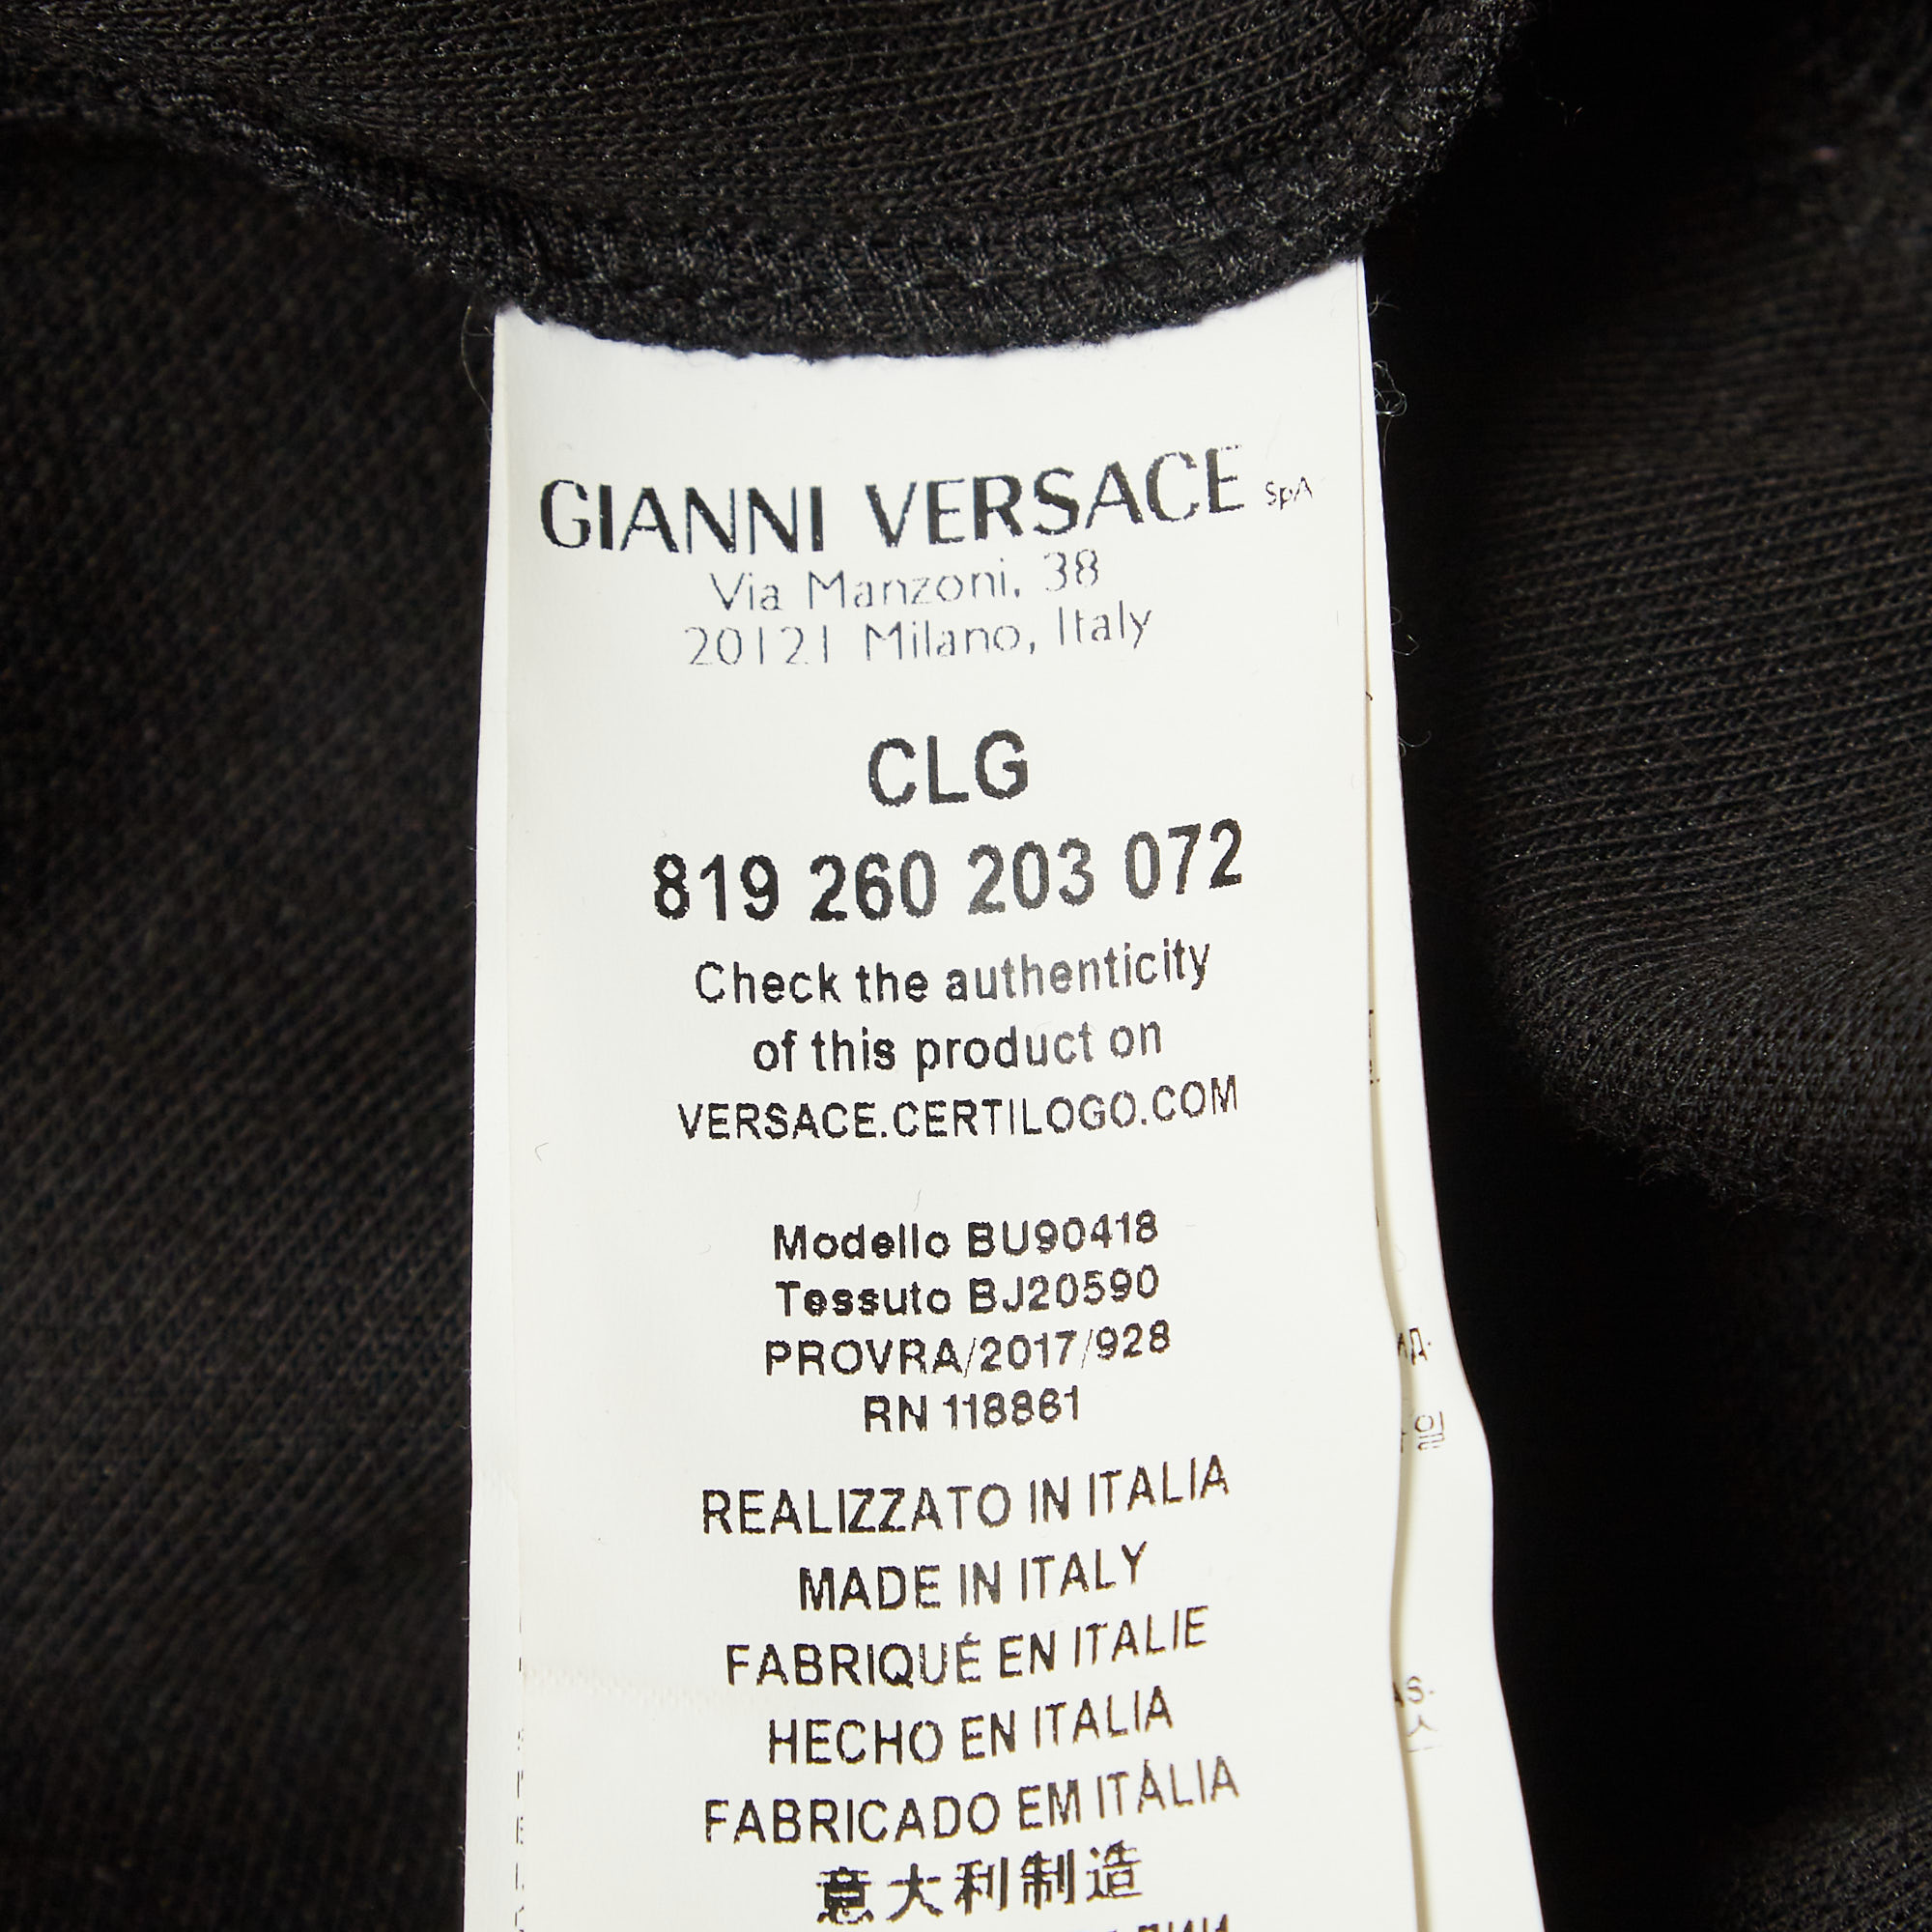 GIANNI VERSACE SpA
Via Manzoni, 38
20121 Milano, Italy
CLG
819 260 203 072
Check the authenticity
of this product on
VERSACE.CERTILOGO.COM
Modello BU90418
Tessuto BJ20590
PROVRA/2017/928
RN 118861
REALIZZATO IN ITALIA
MADE IN ITALY
FABRIQUÉ EN ITALIE
HECHO EN ITALIA
FABRICADO EM ITÁLIA
意大利制造